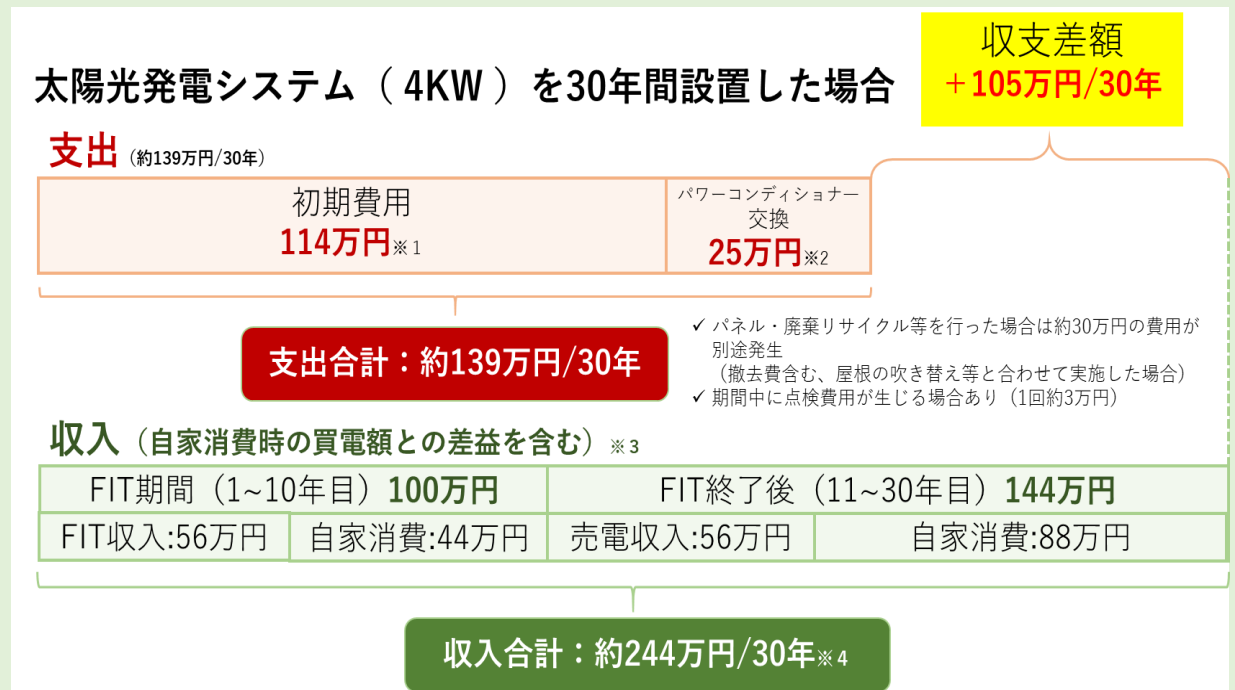 太陽光発電システム（4KW）を30年間設置した場合
収支差額
＋105万円/30年
支出（約139万円/30年）
初期費用
114万円※1
パワーコンディショナー
交換
25万円※2
支出合計：約139万円/30年
✓ パネル・廃棄リサイクル等を行った場合は約30万円の費用が
別途発生
（撤去費含む、屋根の吹き替え等と合わせて実施した場合）
✓ 期間中に点検費用が生じる場合あり（1回約3万円）
収入（自家消費時の買電額との差益を含む）※3
FIT期間（1~10年目）100万円
FIT終了後（11~30年目）144万円
FIT収入:56万円
自家消費:44万円
売電収入:56万円
自家消費:88万円
収入合計：約244万円/30年※4